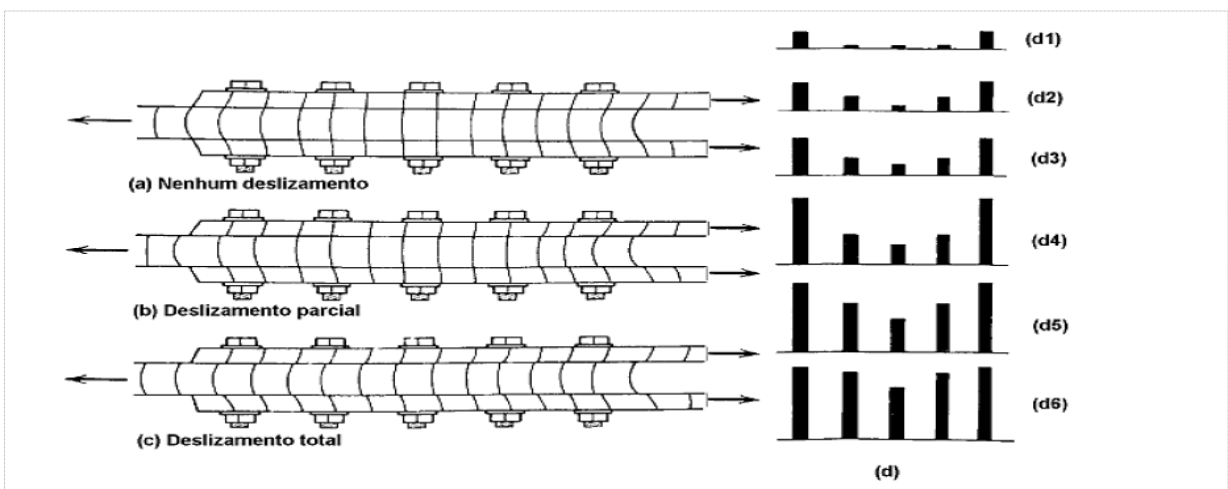 (a) Nenhum deslizamento
(b) Deslizamento parcial
(c) Deslizamento total
(d1)
(d2)
(d3)
(d4)
(d5)
(d6)
(d)